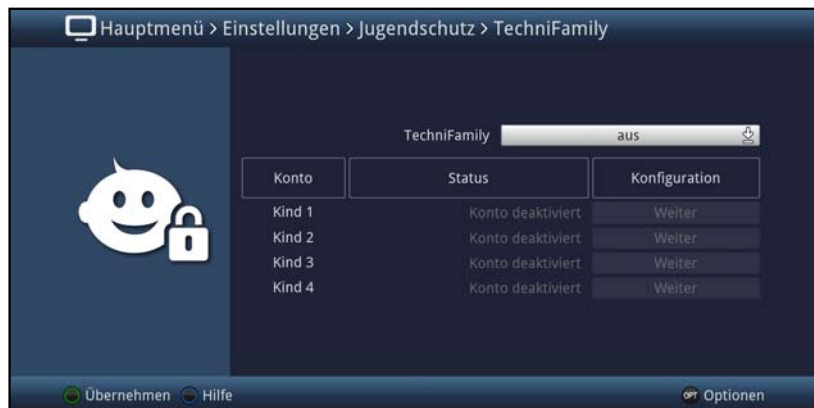 Hauptmenü > Einstellungen > Jugendschutz > TechniFamily
TechniFamily aus
Konto Status Konfiguration
Kind 1 Konto deaktiviert Weiter
Kind 2 Konto deaktiviert Weiter
Kind 3 Konto deaktiviert Weiter
Kind 4 Konto deaktiviert Weiter
Übernehmen Hilfe OPT Optionen